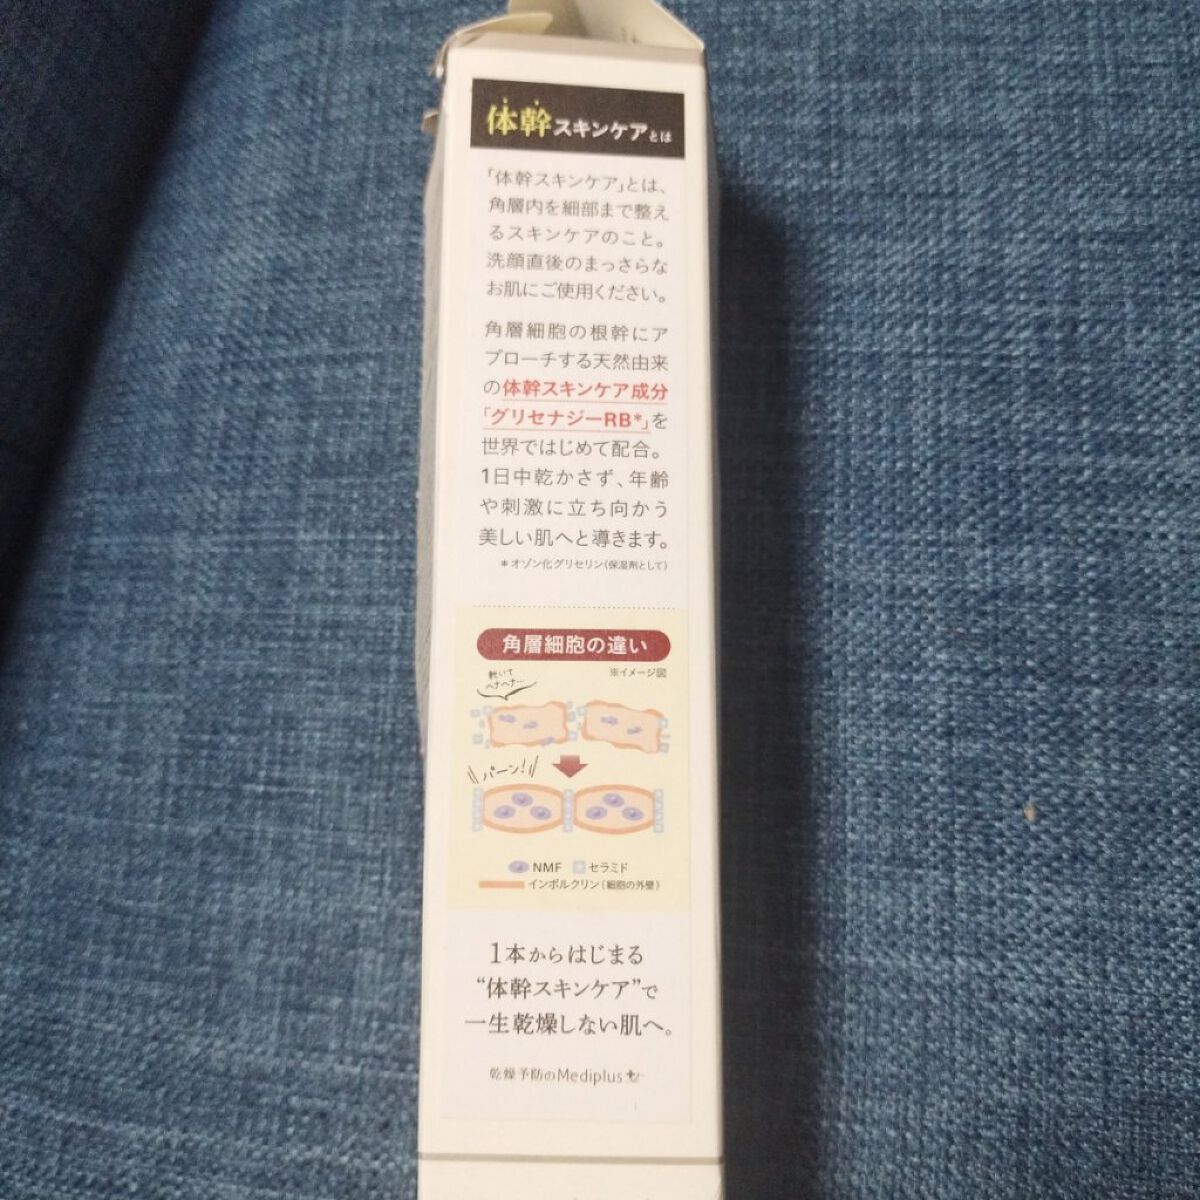 体幹スキンケアとは
「体幹スキンケア」とは、
角層内を細部まで整え
るスキンケアのこと。
洗顔直後のまっさらな
お肌にご使用ください。
角層細胞の根幹にア
プローチする天然由来
の体幹スキンケア成分
「グリセナジーRB*」を
世界ではじめて配合。
1日中乾かさず、年齢
や刺激に立ち向かう
美しい肌へと導きます。
*オゾン化グリセリン(保湿剤として)
角層細胞の違い
※イメージ図
乾いて
ヘナヘナ…
パーン!
NMF セラミド
インボルクリン(細胞の外壁)
1本からはじまる
“体幹スキンケア”で
一生乾燥しない肌へ。
乾燥予防のMediplus